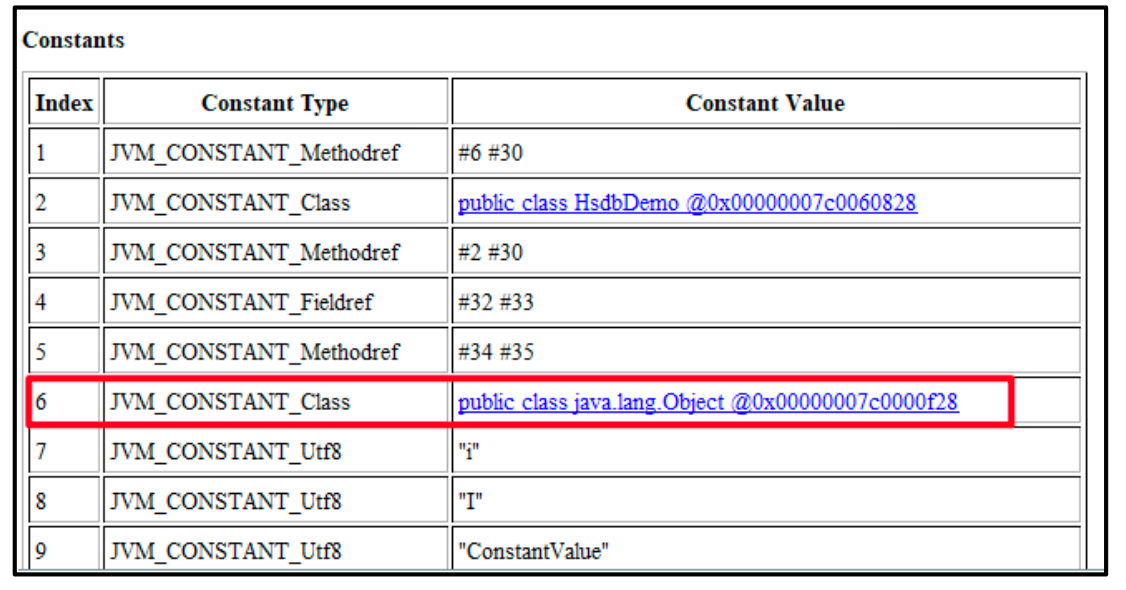 Constants
Index Constant Type Constant Value
1 JVM_CONSTANT_Methodref #6 #30
2 JVM_CONSTANT_Class public class HsdbDemo @0x00000007c0060828
3 JVM_CONSTANT_Methodref #2 #30
4 JVM_CONSTANT_Fieldref #32 #33
5 JVM_CONSTANT_Methodref #34 #35
6 JVM_CONSTANT_Class public class java.lang.Object @0x00000007c0000f28
7 JVM_CONSTANT_Utf8 "i"
8 JVM_CONSTANT_Utf8 "I"
9 JVM_CONSTANT_Utf8 "ConstantValue"